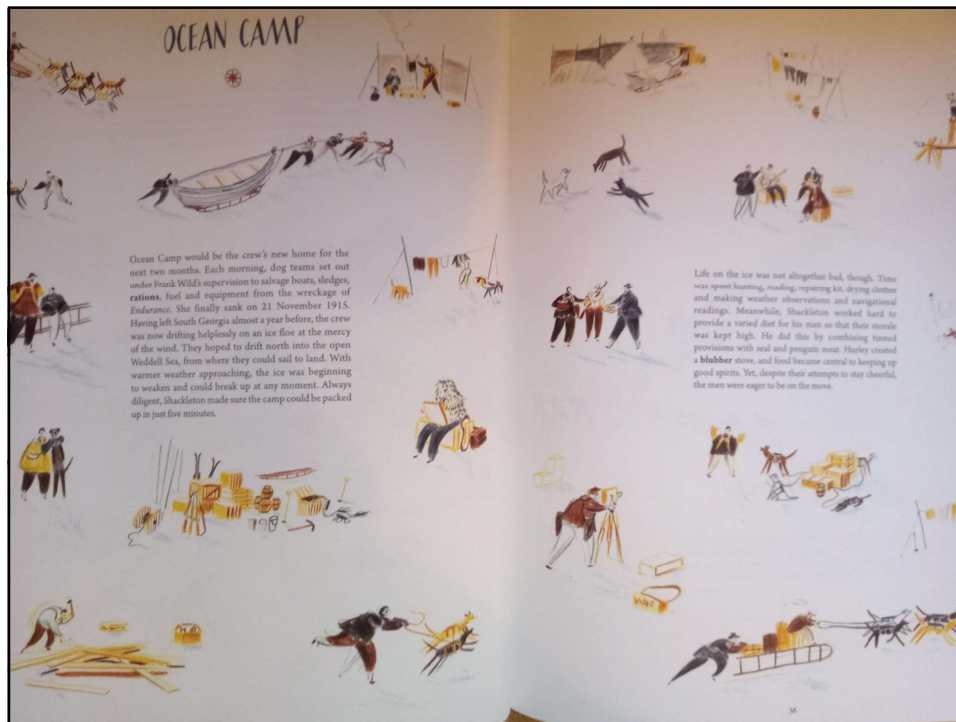 OCEAN CAMP
Ocean Camp would be the crew's new home for the
next two months. Each morning, dog teams set out
under Frank Wild's supervision to salvage boats, sledges,
rations, fuel and equipment from the wreckage of
Endurance. She finally sank on 21 November 1915.
Having left South Georgia almost a year before, the crew
was now drifting helplessly on an ice floe at the mercy
of the wind. They hoped to drift north into the open
Weddell Sea, from where they could sail to land. With
warmer weather approaching, the ice was beginning
to weaken and could break up at any moment. Always
diligent, Shackleton made sure the camp could be packed
up in just five minutes.
Life on the ice was not altogether bad, though. Time
was spent hunting, reading, repairing kit, drying clothes
and making weather observations and navigational
readings. Meanwhile, Shackleton worked hard to
provide a varied diet for his men so that their morale
was kept high. He did this by combining tinned
provisions with seal and penguin meat. Hurley created
a blubber stove, and food became central to keeping up
good spirits. Yet, despite their attempts to stay cheerful,
the men were eager to be on the move.
VIDEO